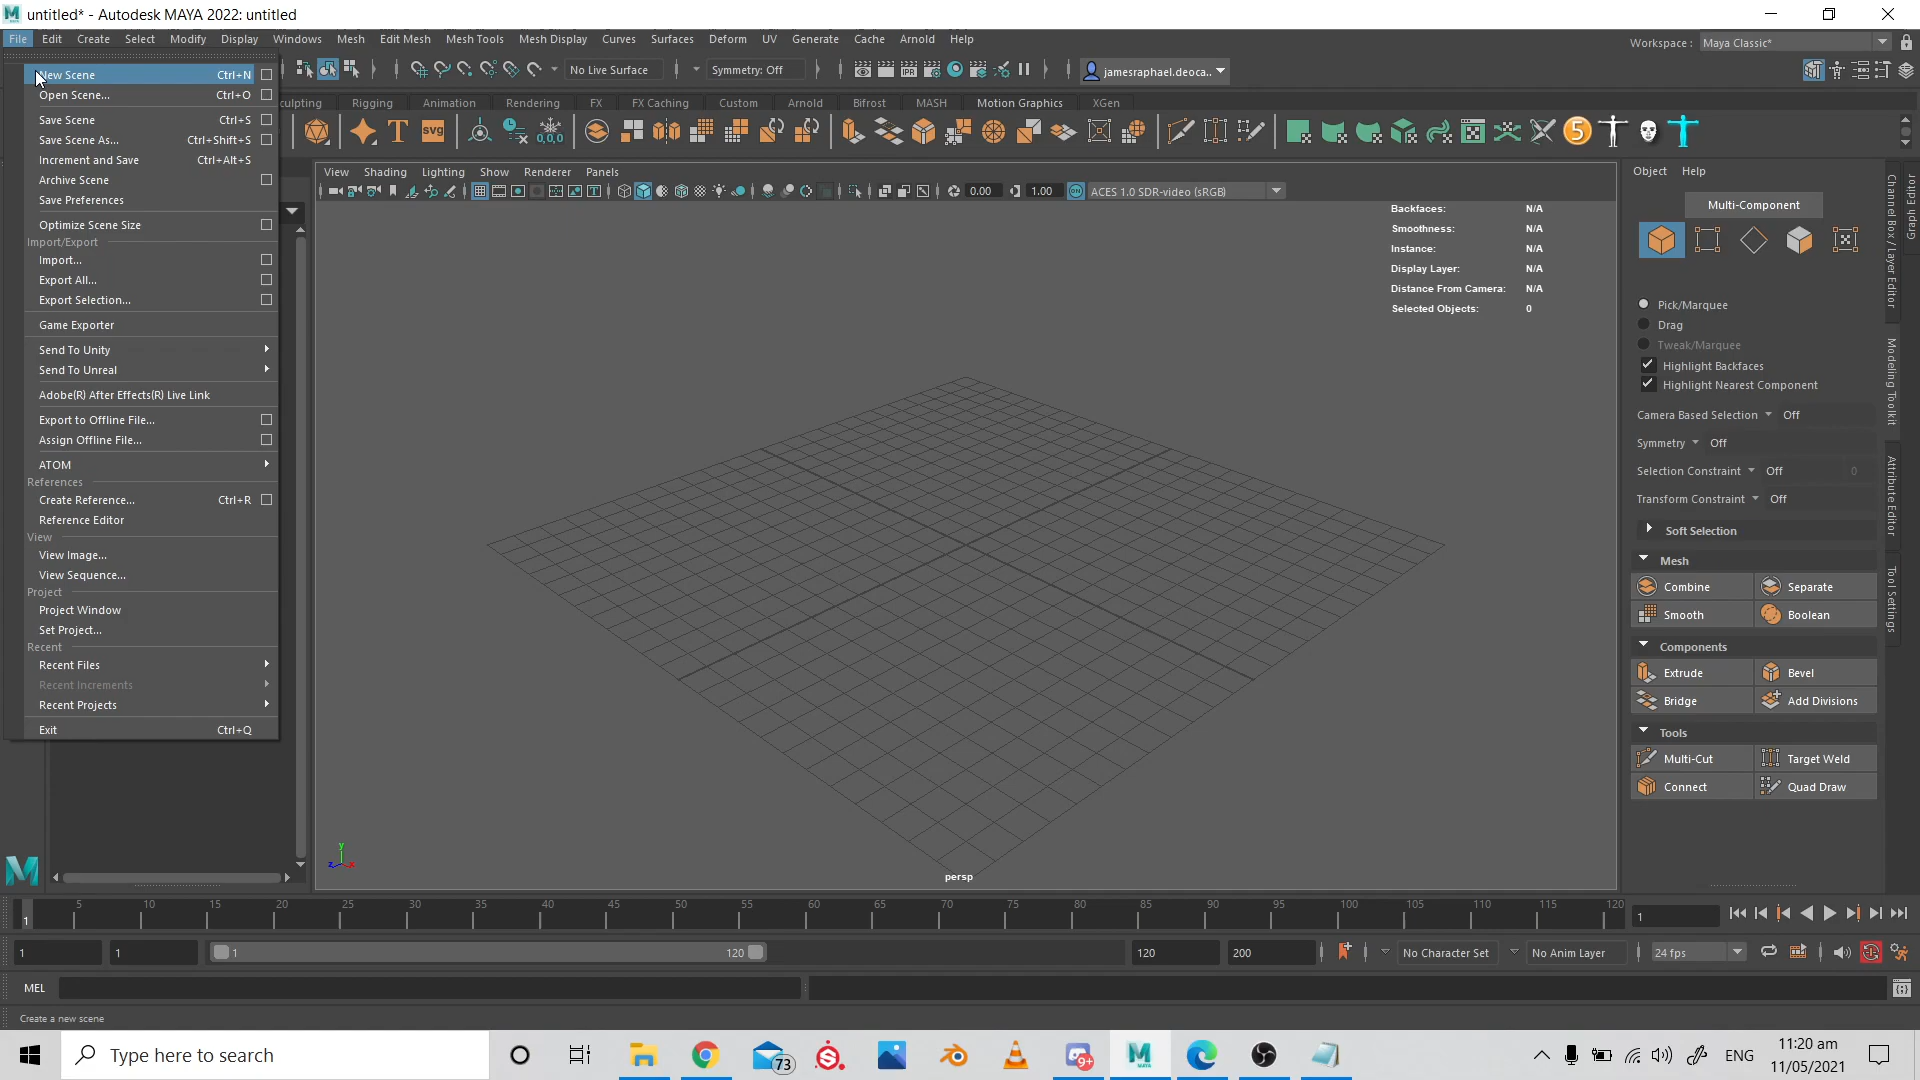 untitled* - Autodesk MAYA 2022: untitled
File Edit Create Select Modify Display Windows Mesh Edit Mesh Mesh Tools Mesh Display Curves Surfaces Deform UV Generate Cache Arnold Help
Workspace : Maya Classic*
No Live Surface
Symmetry: Off
jamesraphael.deoca..
culpting Rigging Animation Rendering FX FX Caching Custom Arnold Bifrost MASH Motion Graphics XGen
New Scene Ctrl+N
Open Scene... Ctrl+O
Save Scene Ctrl+S
Save Scene As... Ctrl+Shift+S
Increment and Save Ctrl+Alt+S
Archive Scene
Save Preferences
Optimize Scene Size
Import/Export
Import...
Export All...
Export Selection...
Game Exporter
Send To Unity
Send To Unreal
Adobe(R) After Effects(R) Live Link
Export to Offline File...
Assign Offline File...
ATOM
References
Create Reference... Ctrl+R
Reference Editor
View
View Image...
View Sequence...
Project
Project Window
Set Project...
Recent
Recent Files
Recent Increments
Recent Projects
Exit Ctrl+Q
T
svg
0,0,0
5
View Shading Lighting Show Renderer Panels
0.00 1.00 ON ACES 1.0 SDR-video (sRGB)
Backfaces: N/A
Smoothness: N/A
Instance: N/A
Display Layer: N/A
Distance From Camera: N/A
Selected Objects: 0
y
z x
persp
Object Help
Multi-Component
Pick/Marquee
Drag
Tweak/Marquee
Highlight Backfaces
Highlight Nearest Component
Camera Based Selection Off
Symmetry Off
Selection Constraint Off 0
Transform Constraint Off
Soft Selection
Mesh
Combine Separate
Smooth Boolean
Components
Extrude Bevel
Bridge Add Divisions
Tools
Multi-Cut Target Weld
Connect Quad Draw
Channel Box / Layer Editor
Modeling Toolkit
Attribute Editor
Tool Settings
Graph Editor
1 5 10 15 20 25 30 35 40 45 50 55 60 65 70 75 80 85 90 95 100 105 110 115 120
1
1 1 1 120 120 200 No Character Set No Anim Layer 24 fps
MEL
Create a new scene
Type here to search
73
9+
ENG
11:20 am
11/05/2021